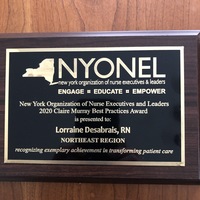 NYONEL
new york organization of nurse executives & leaders
ENGAGE ■ EDUCATE ■ EMPOWER
New York Organization of Nurse Executives and Leaders
2020 Claire Murray Best Practices Award
is presented to:
Lorraine Desabrais, RN
NORTHEAST REGION
recognizing exemplary achievement in transforming patient care